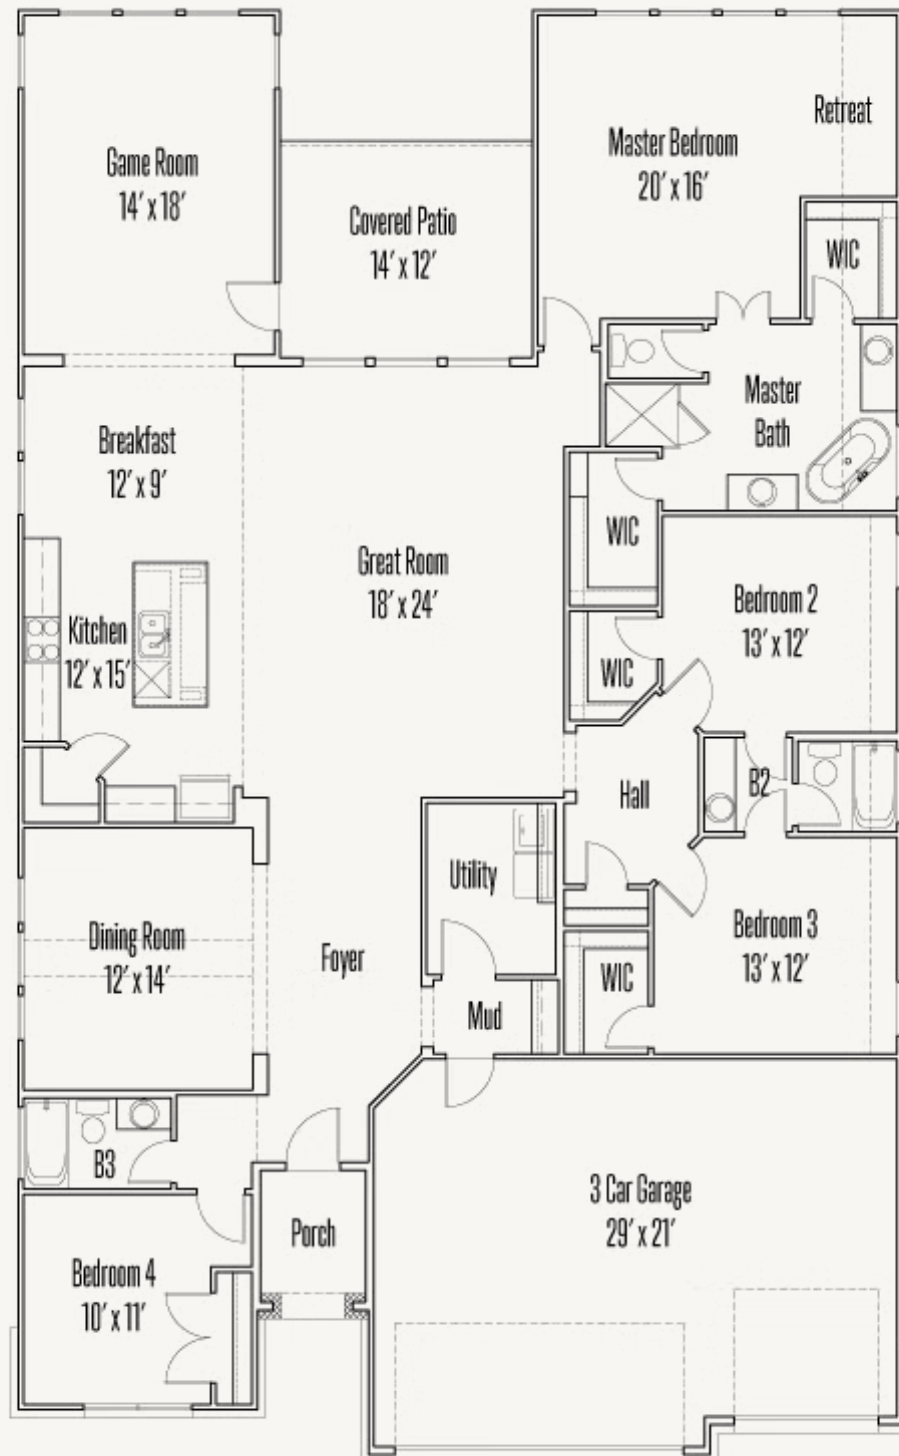 Game Room
14' x 18'
Covered Patio
14' x 12'
Master Bedroom
20' x 16'
Retreat
WIC
Master
Bath
Breakfast
12' x 9'
Great Room
18' x 24'
WIC
Kitchen
12' x 15'
Bedroom 2
13' x 12'
WIC
Hall
B2
Utility
Dining Room
12' x 14'
Foyer
Bedroom 3
13' x 12'
WIC
Mud
B3
3 Car Garage
29' x 21'
Porch
Bedroom 4
10' x 11'